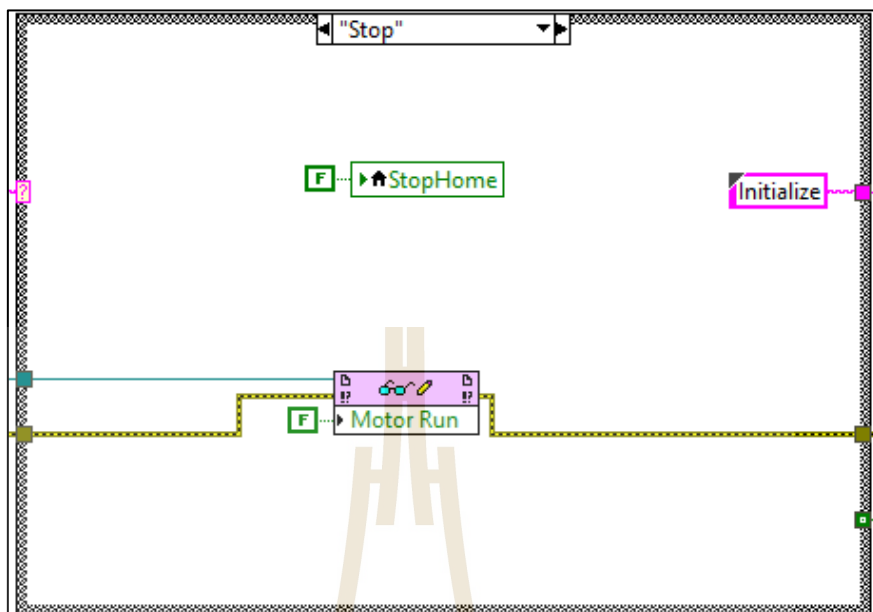 "Stop"
?
F
StopHome
Initialize
!? !?
F
Motor Run